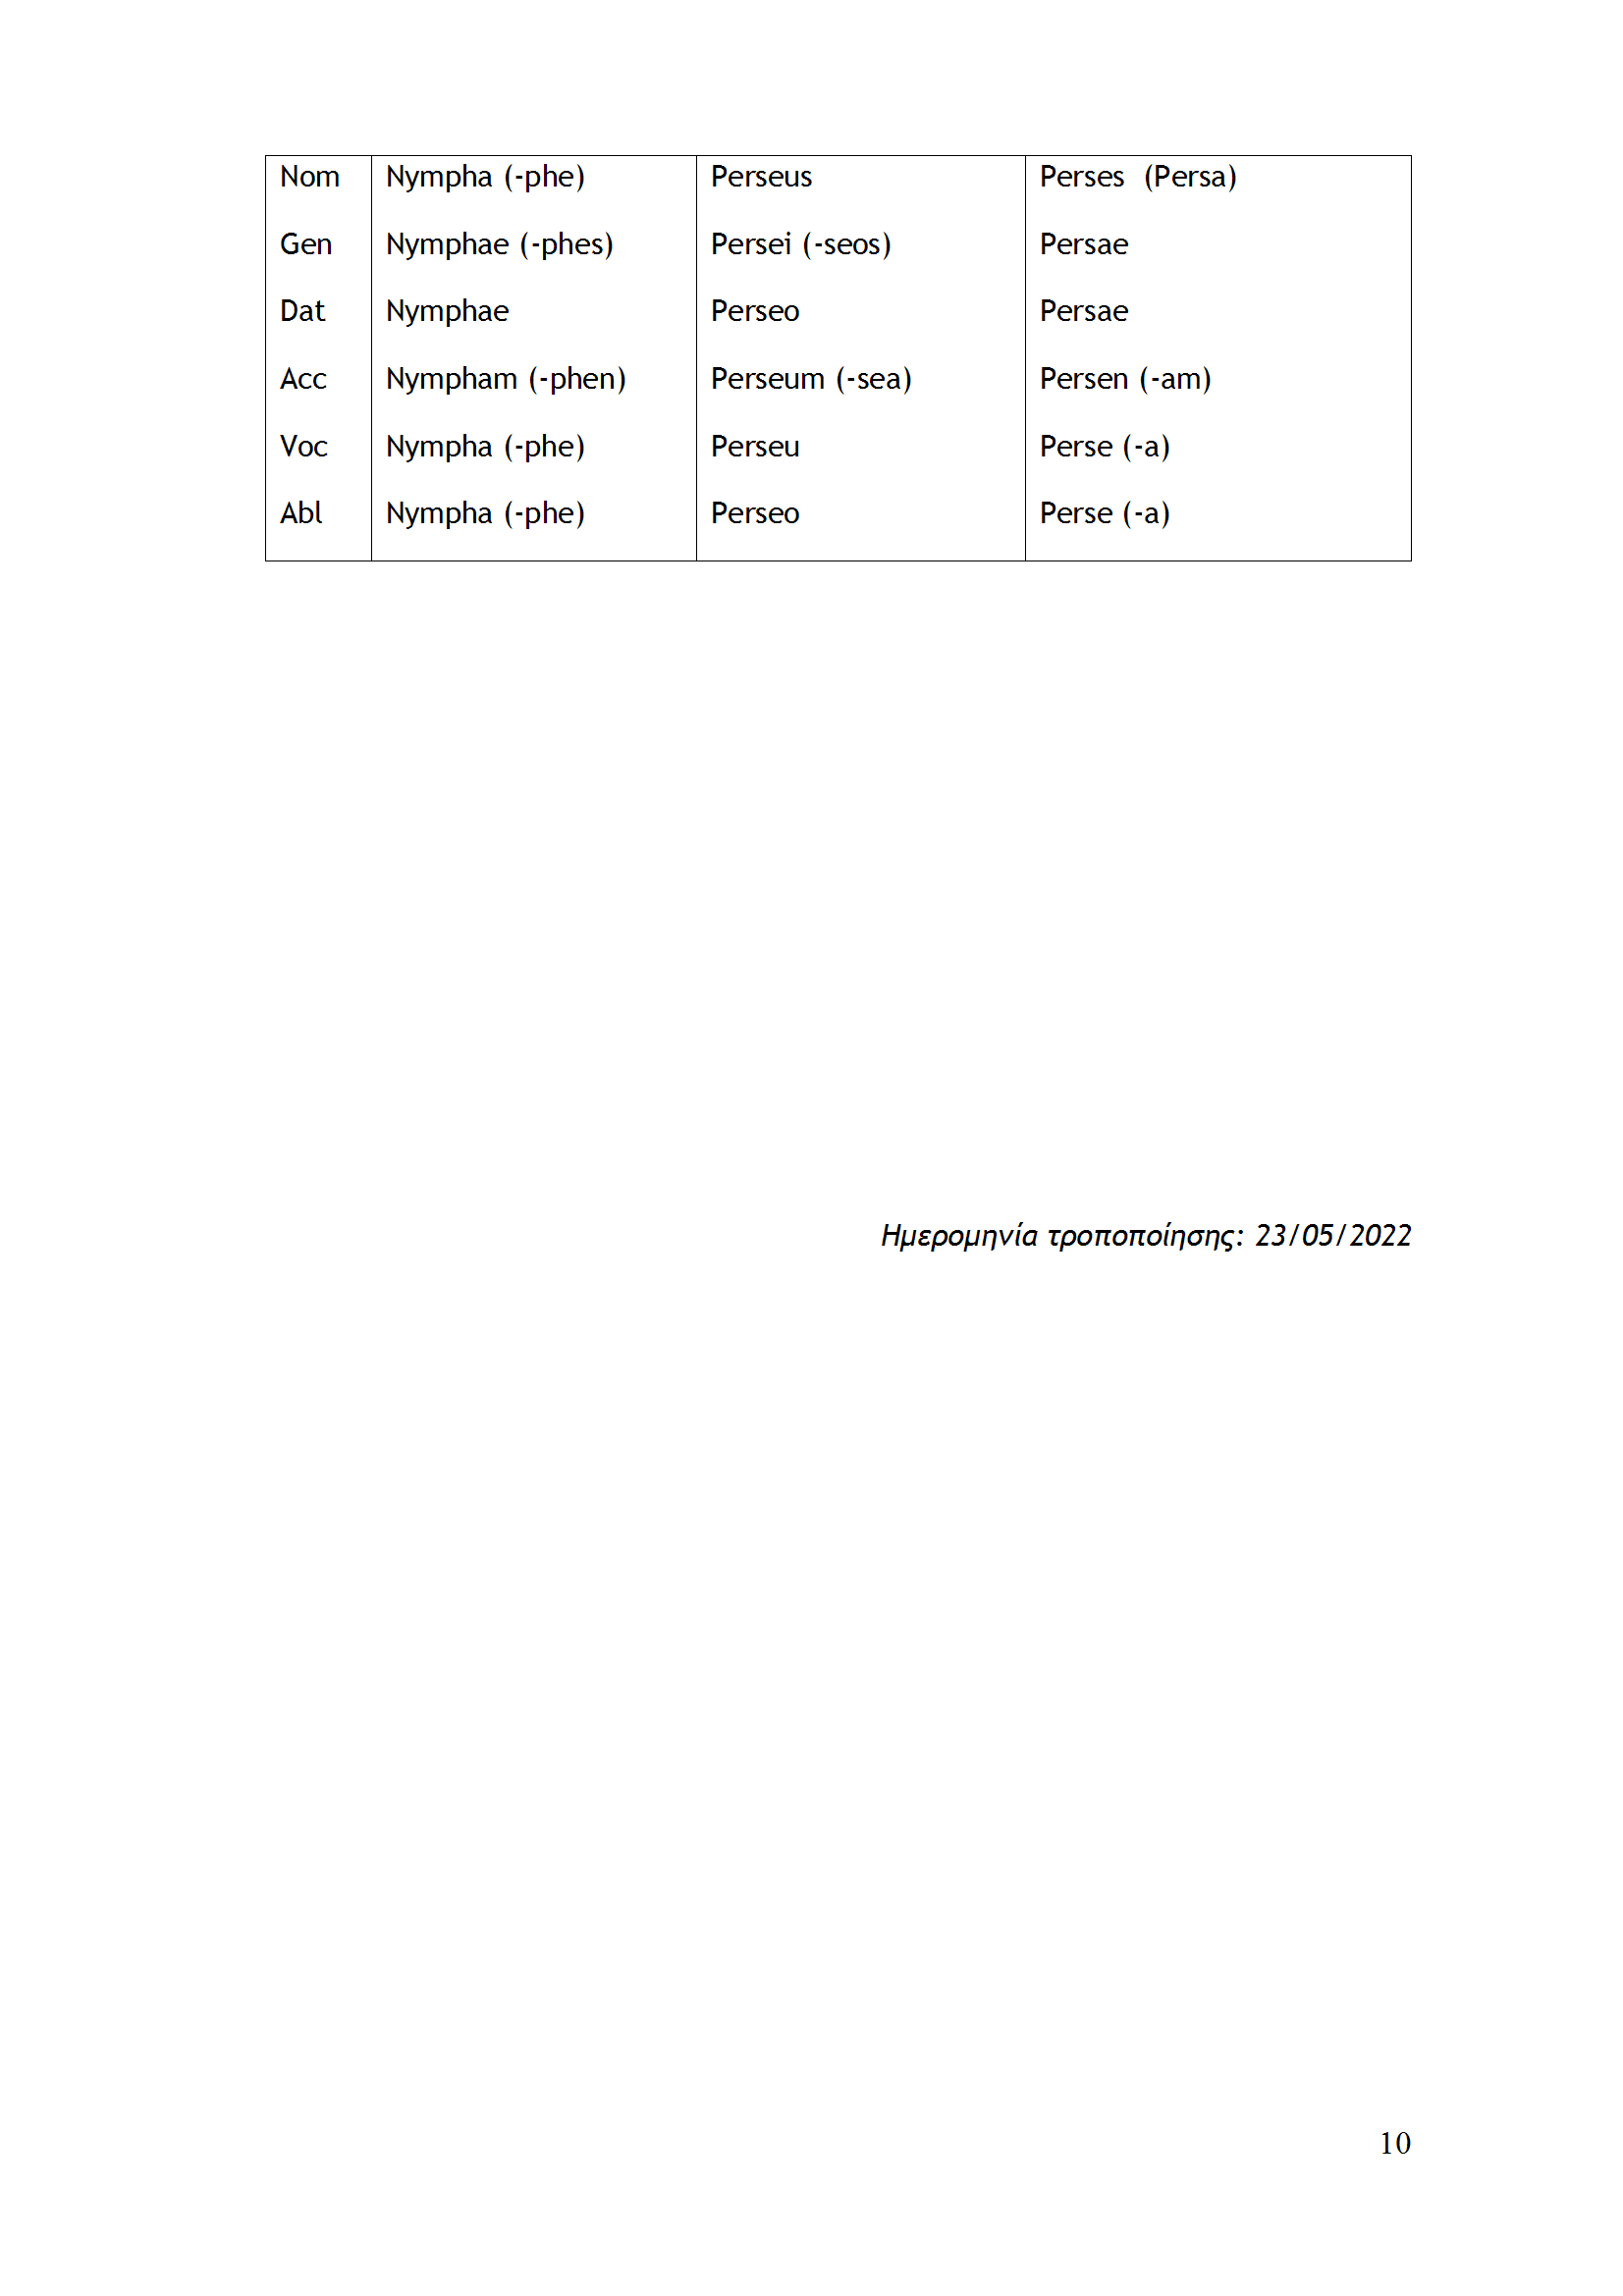 Nom Nympha (-phe) Perseus Perses (Persa)
Gen Nymphae (-phes) Persei (-seos) Persae
Dat Nymphae Perseo Persae
Acc Nympham (-phen) Perseum (-sea) Persen (-am)
Voc Nympha (-phe) Perseu Perse (-a)
Abl Nympha (-phe) Perseo Perse (-a)
Ημερομηνία τροποποίησης: 23/05/2022
10